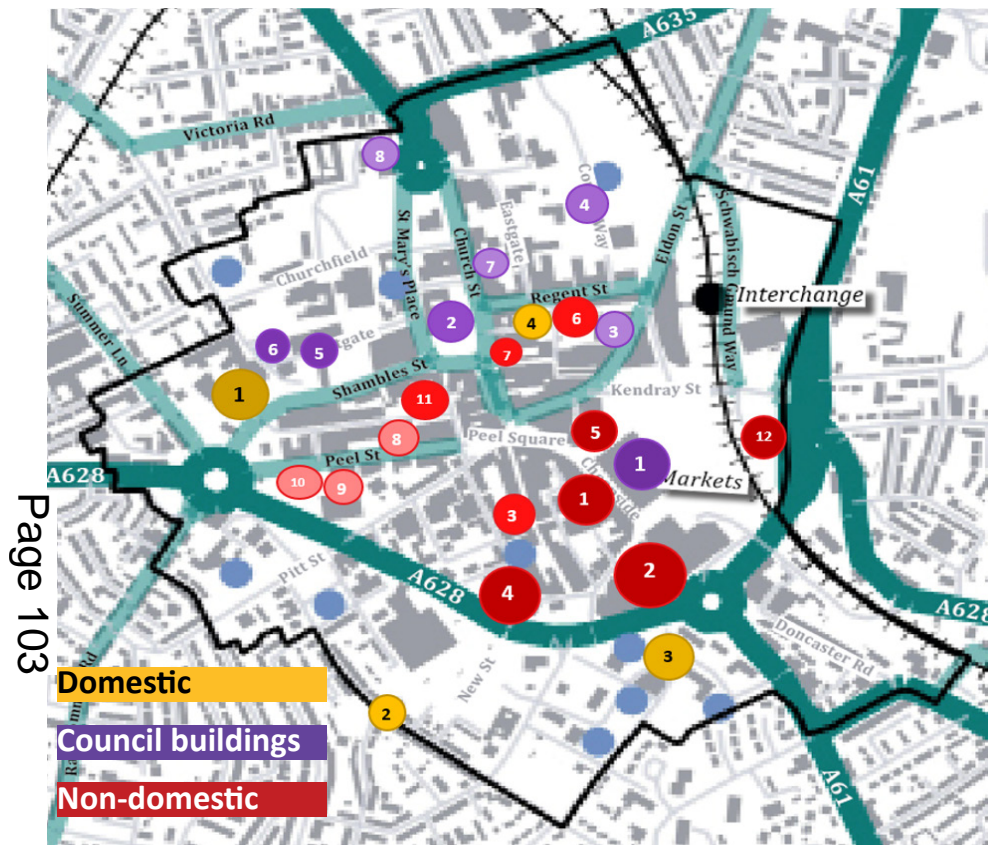 A635
Victoria Rd
8
A61
4
Eastgate
St Mary's Place
Church St
Eldon St
Schwabisch Gmund Way
Churchfield
7
Regent St
Interchange
Summer Ln
2
4
6
3
6
5
7
Shambles St
Kendray St
1
11
8
Peel Square
5
12
Peel St
1
Markets
A628
10
9
3
1
Pitt St
A628
4
2
A628
Doncaster Rd
3
New St
2
A61
Page 103
Domestic
Council buildings
Non-domestic